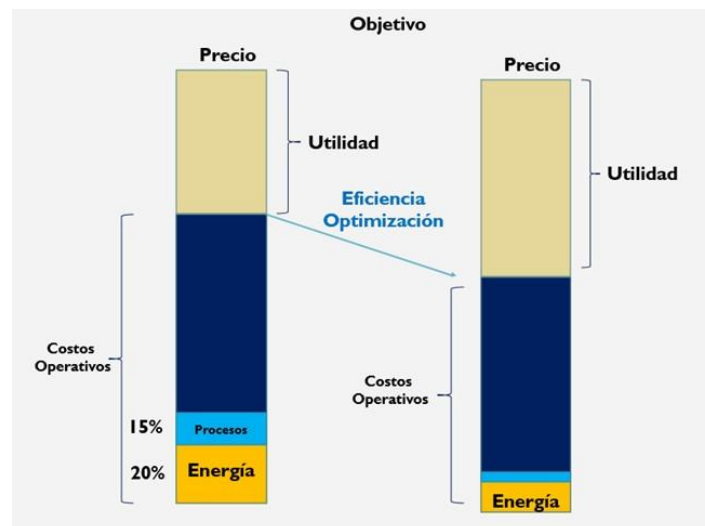 Objetivo
Precio
Utilidad
Eficiencia
Optimización
Costos
Operativos
15%
Procesos
20%
Energía
Precio
Utilidad
Costos
Operativos
Energía